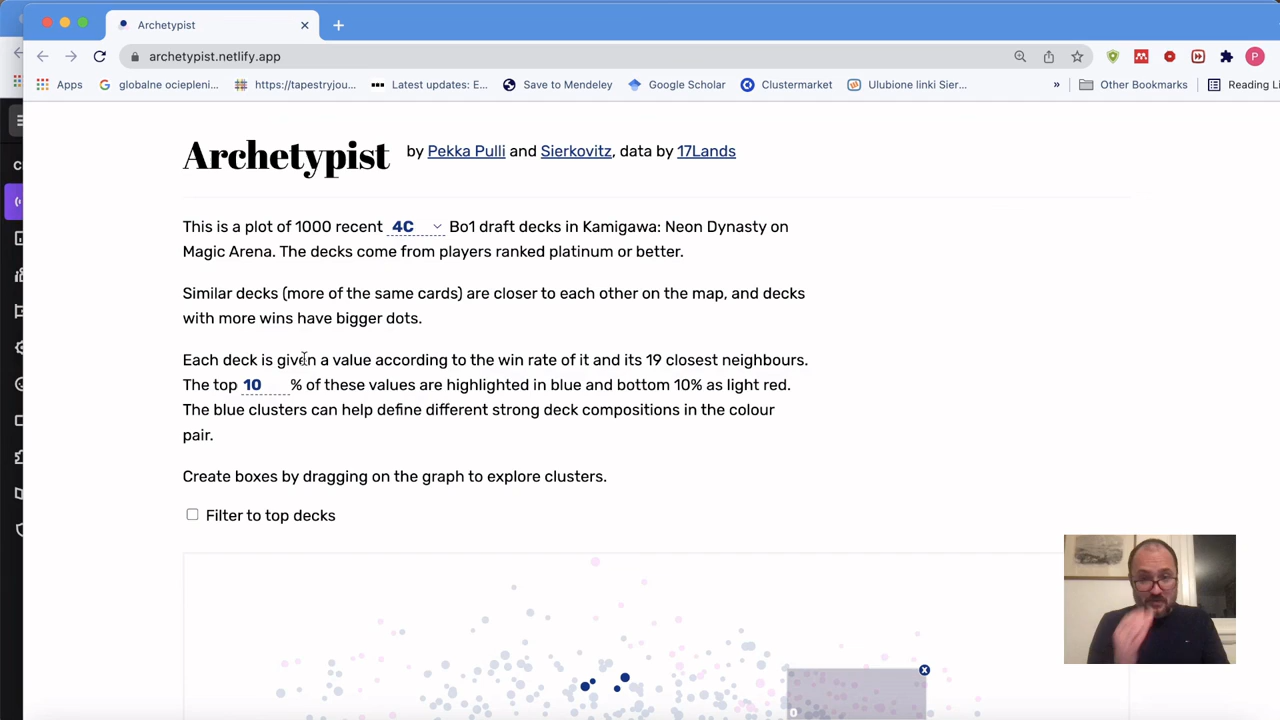 Archetypist
archetypist.netlify.app
P
Apps
globalne ociepleni...
https://tapestryjou...
Latest updates: E...
Save to Mendeley
Google Scholar
Clustermarket
Ulubione linki Sier...
»
Other Bookmarks
Reading Li
Archetypist by Pekka Pulli and Sierkovitz, data by 17Lands
This is a plot of 1000 recent 4C Bo1 draft decks in Kamigawa: Neon Dynasty on
Magic Arena. The decks come from players ranked platinum or better.
Similar decks (more of the same cards) are closer to each other on the map, and decks
with more wins have bigger dots.
Each deck is given a value according to the win rate of it and its 19 closest neighbours.
The top 10 % of these values are highlighted in blue and bottom 10% as light red.
The blue clusters can help define different strong deck compositions in the colour
pair.
Create boxes by dragging on the graph to explore clusters.
Filter to top decks
x
0